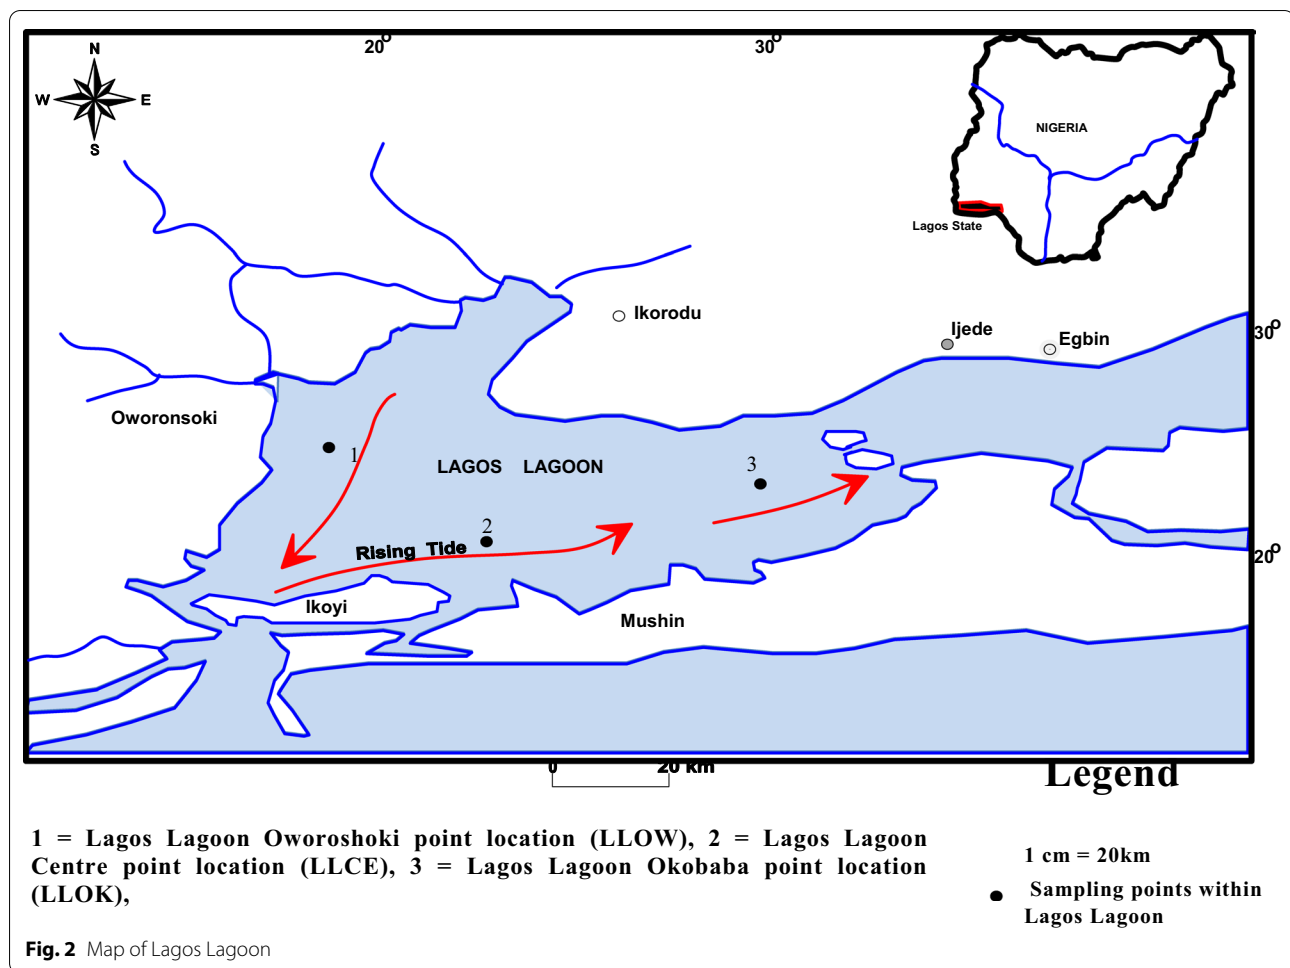 20°
30°
N
W
E
S
NIGERIA
Lagos State
Ikorodu
Ijede
Egbin
30°
Oworonsoki
1
LAGOS LAGOON
3
2
Rising Tide
20°
Ikoyi
Mushin
0 20 km
Legend
1 = Lagos Lagoon Oworoshoki point location (LLOW), 2 = Lagos Lagoon
Centre point location (LLCE), 3 = Lagos Lagoon Okobaba point location
(LLOK),
1 cm = 20km
Sampling points within
Lagos Lagoon
Fig. 2 Map of Lagos Lagoon